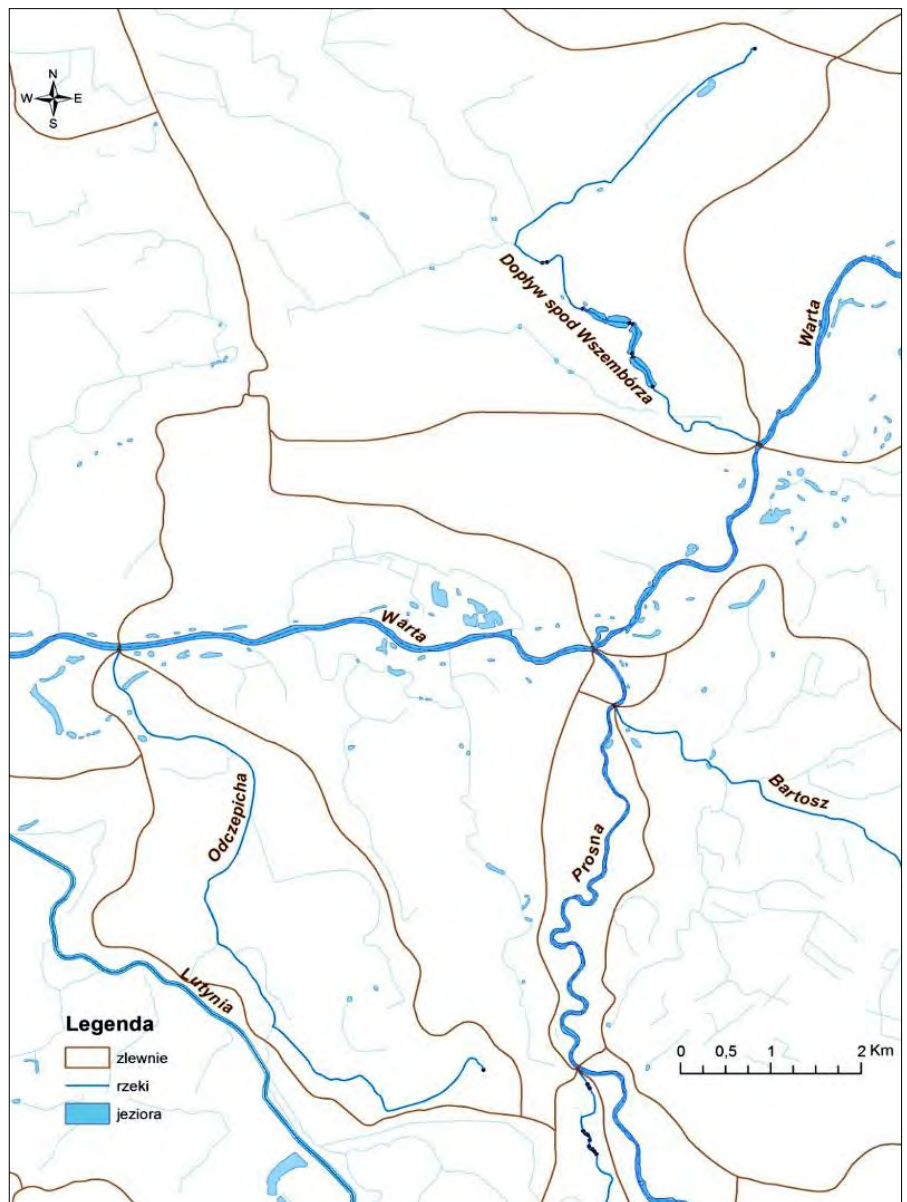 N
W E
S
Dopływ spod Wszembórza
Warta
Warta
Odczepicha
Prosna
Bartosz
Lutynia
Legenda
zlewnie
rzeki
jeziora
0 0,5 1 2 Km